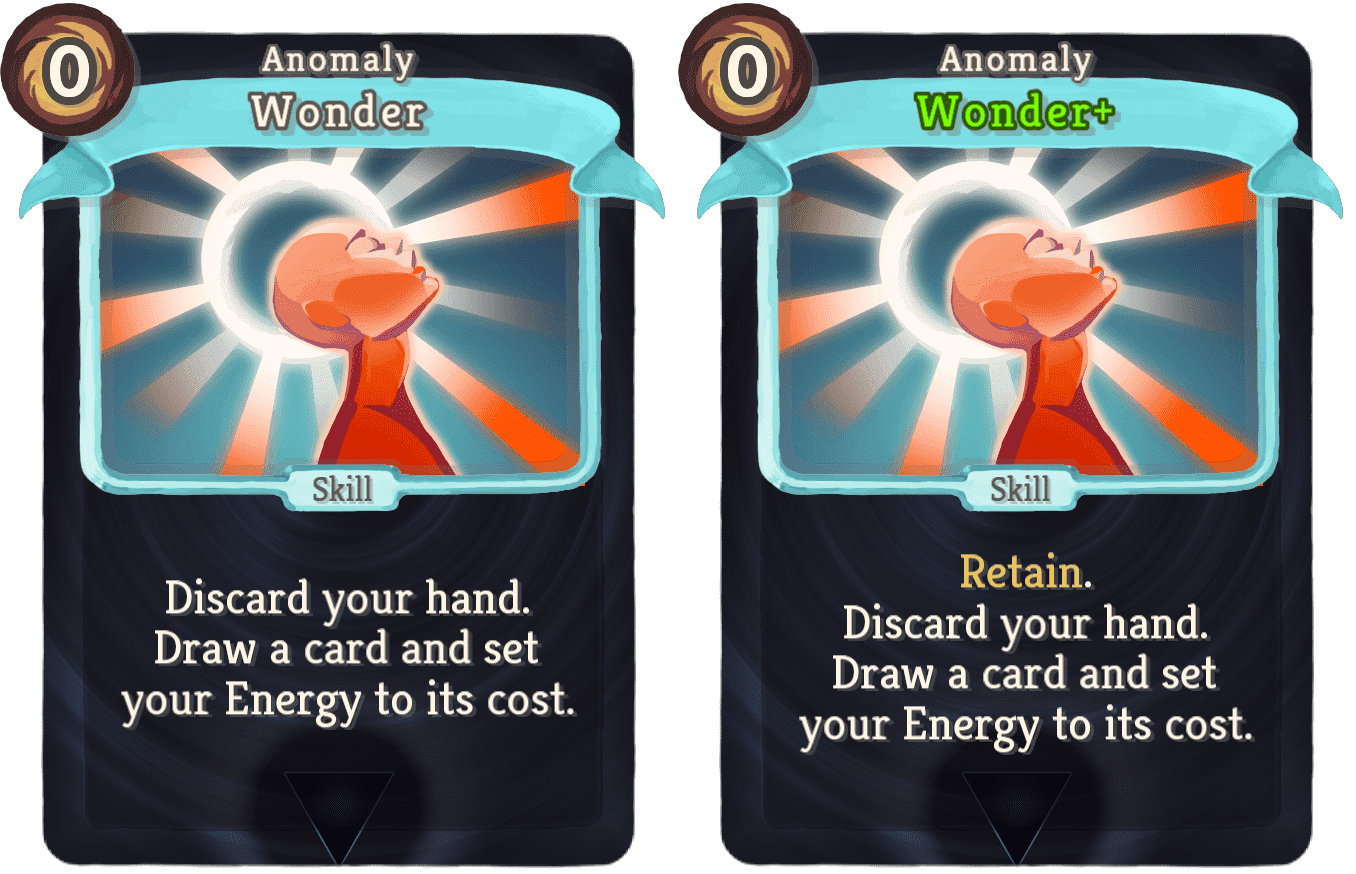 0
Anomaly
Wonder
Skill
Discard your hand.
Draw a card and set
your Energy to its cost.
0
Anomaly
Wonder+
Skill
Retain.
Discard your hand.
Draw a card and set
your Energy to its cost.